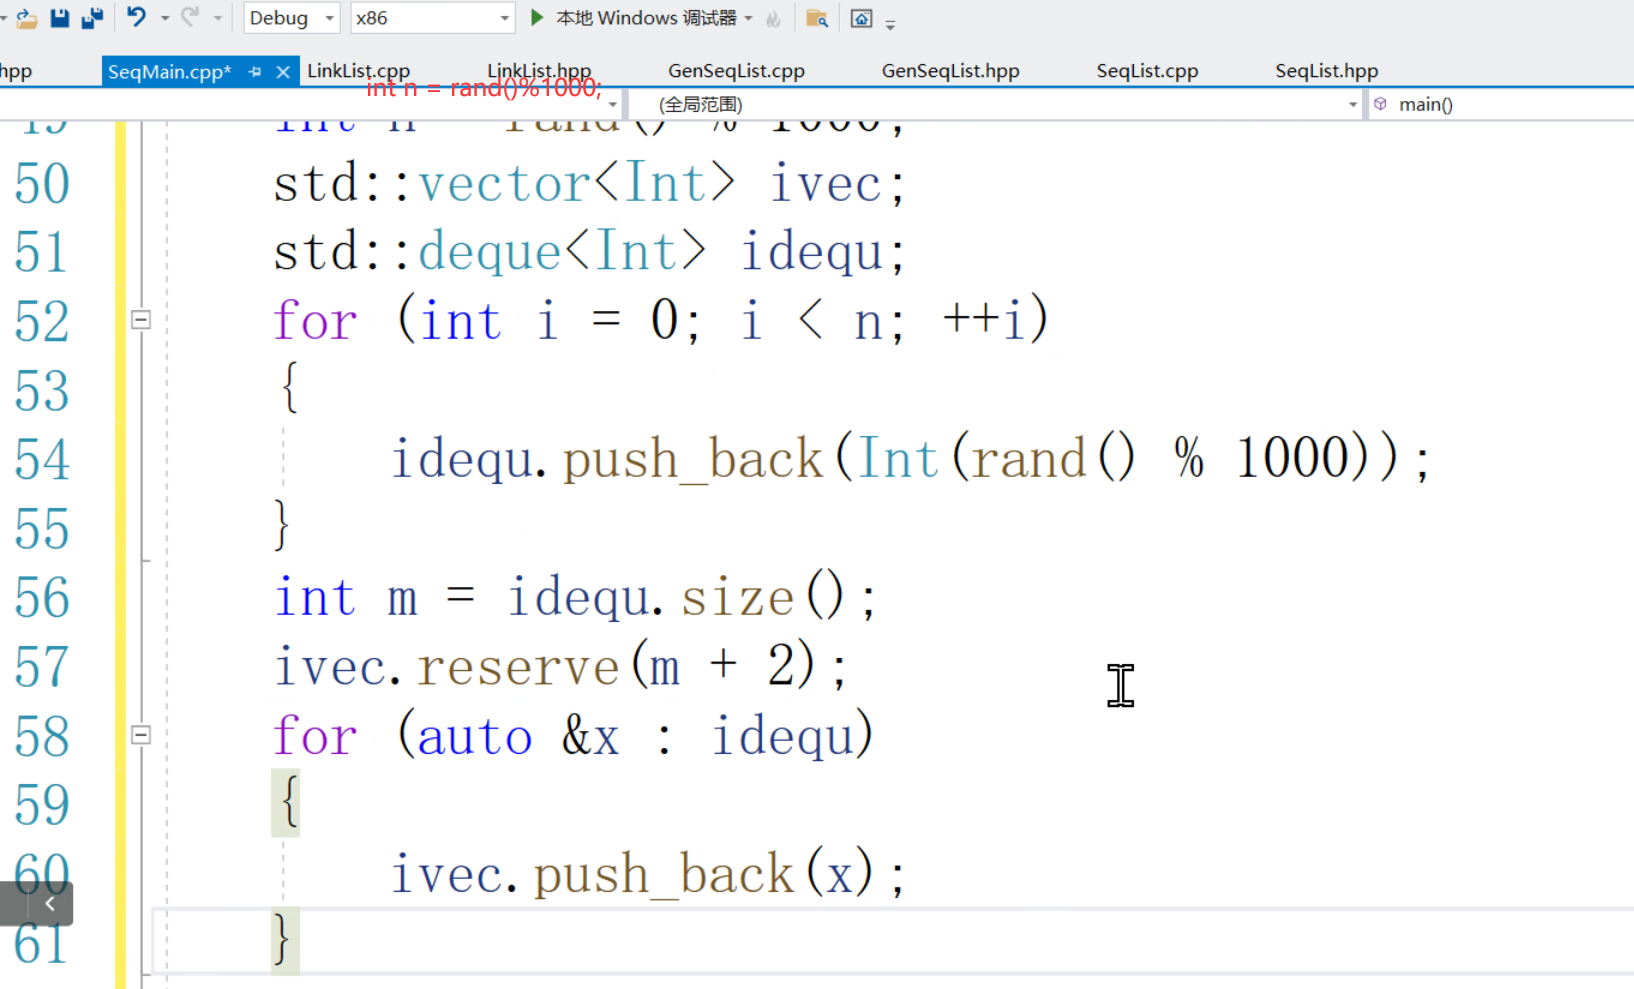 Debug x86 本地 Windows 调试器
hpp SeqMain.cpp* LinkList.cpp LinkList.hpp GenSeqList.cpp GenSeqList.hpp SeqList.cpp SeqList.hpp
int n = rand()%1000;
(全局范围) main()
int n = rand() % 1000;
50 std::vector<Int> ivec;
51 std::deque<Int> idequ;
52 for (int i = 0; i < n; ++i)
53 {
54 idequ.push_back(Int(rand() % 1000));
55 }
56 int m = idequ.size();
57 ivec.reserve(m + 2);
58 for (auto &x : idequ)
59 {
60 ivec.push_back(x);
61 }